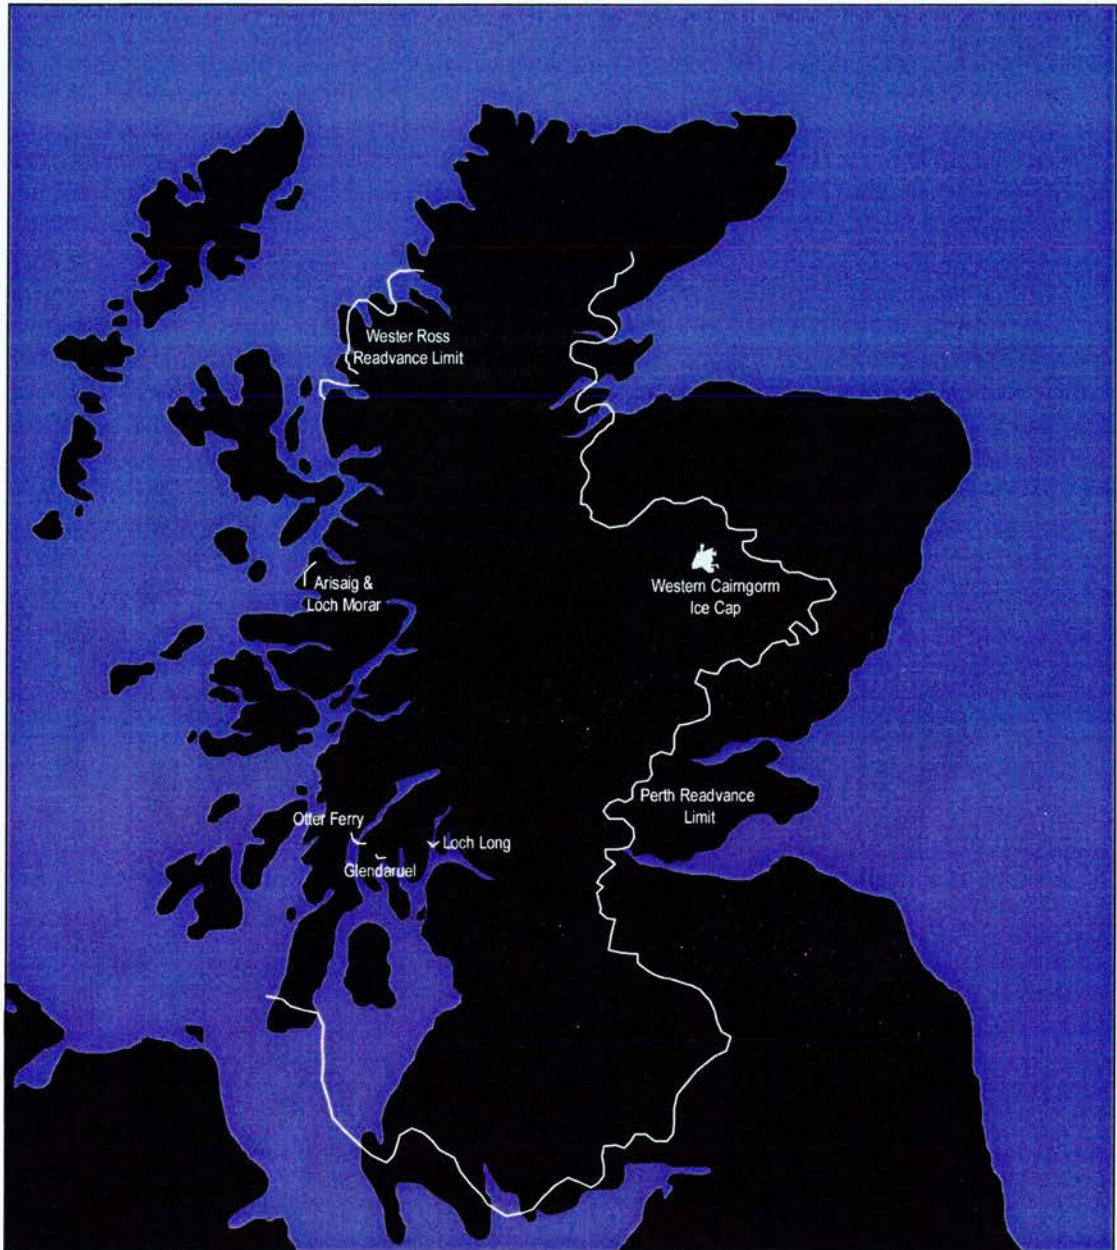 Wester Ross
Readvance Limit
Arisaig &
Loch Morar
Western Cairngorm
Ice Cap
Perth Readvance
Limit
Otter Ferry
Loch Long
Glendaruel